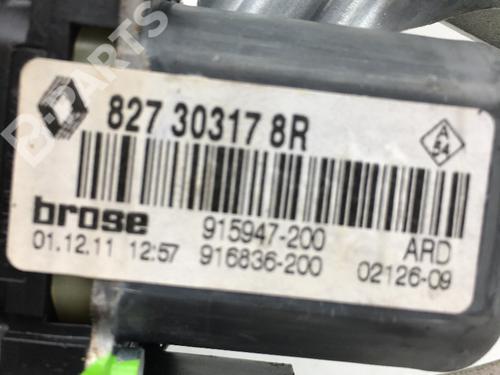 B-PARTS
827 30317 8R
A
54
brose
915947-200
ARD
01.12.11 12:57
916836-200
02126-09